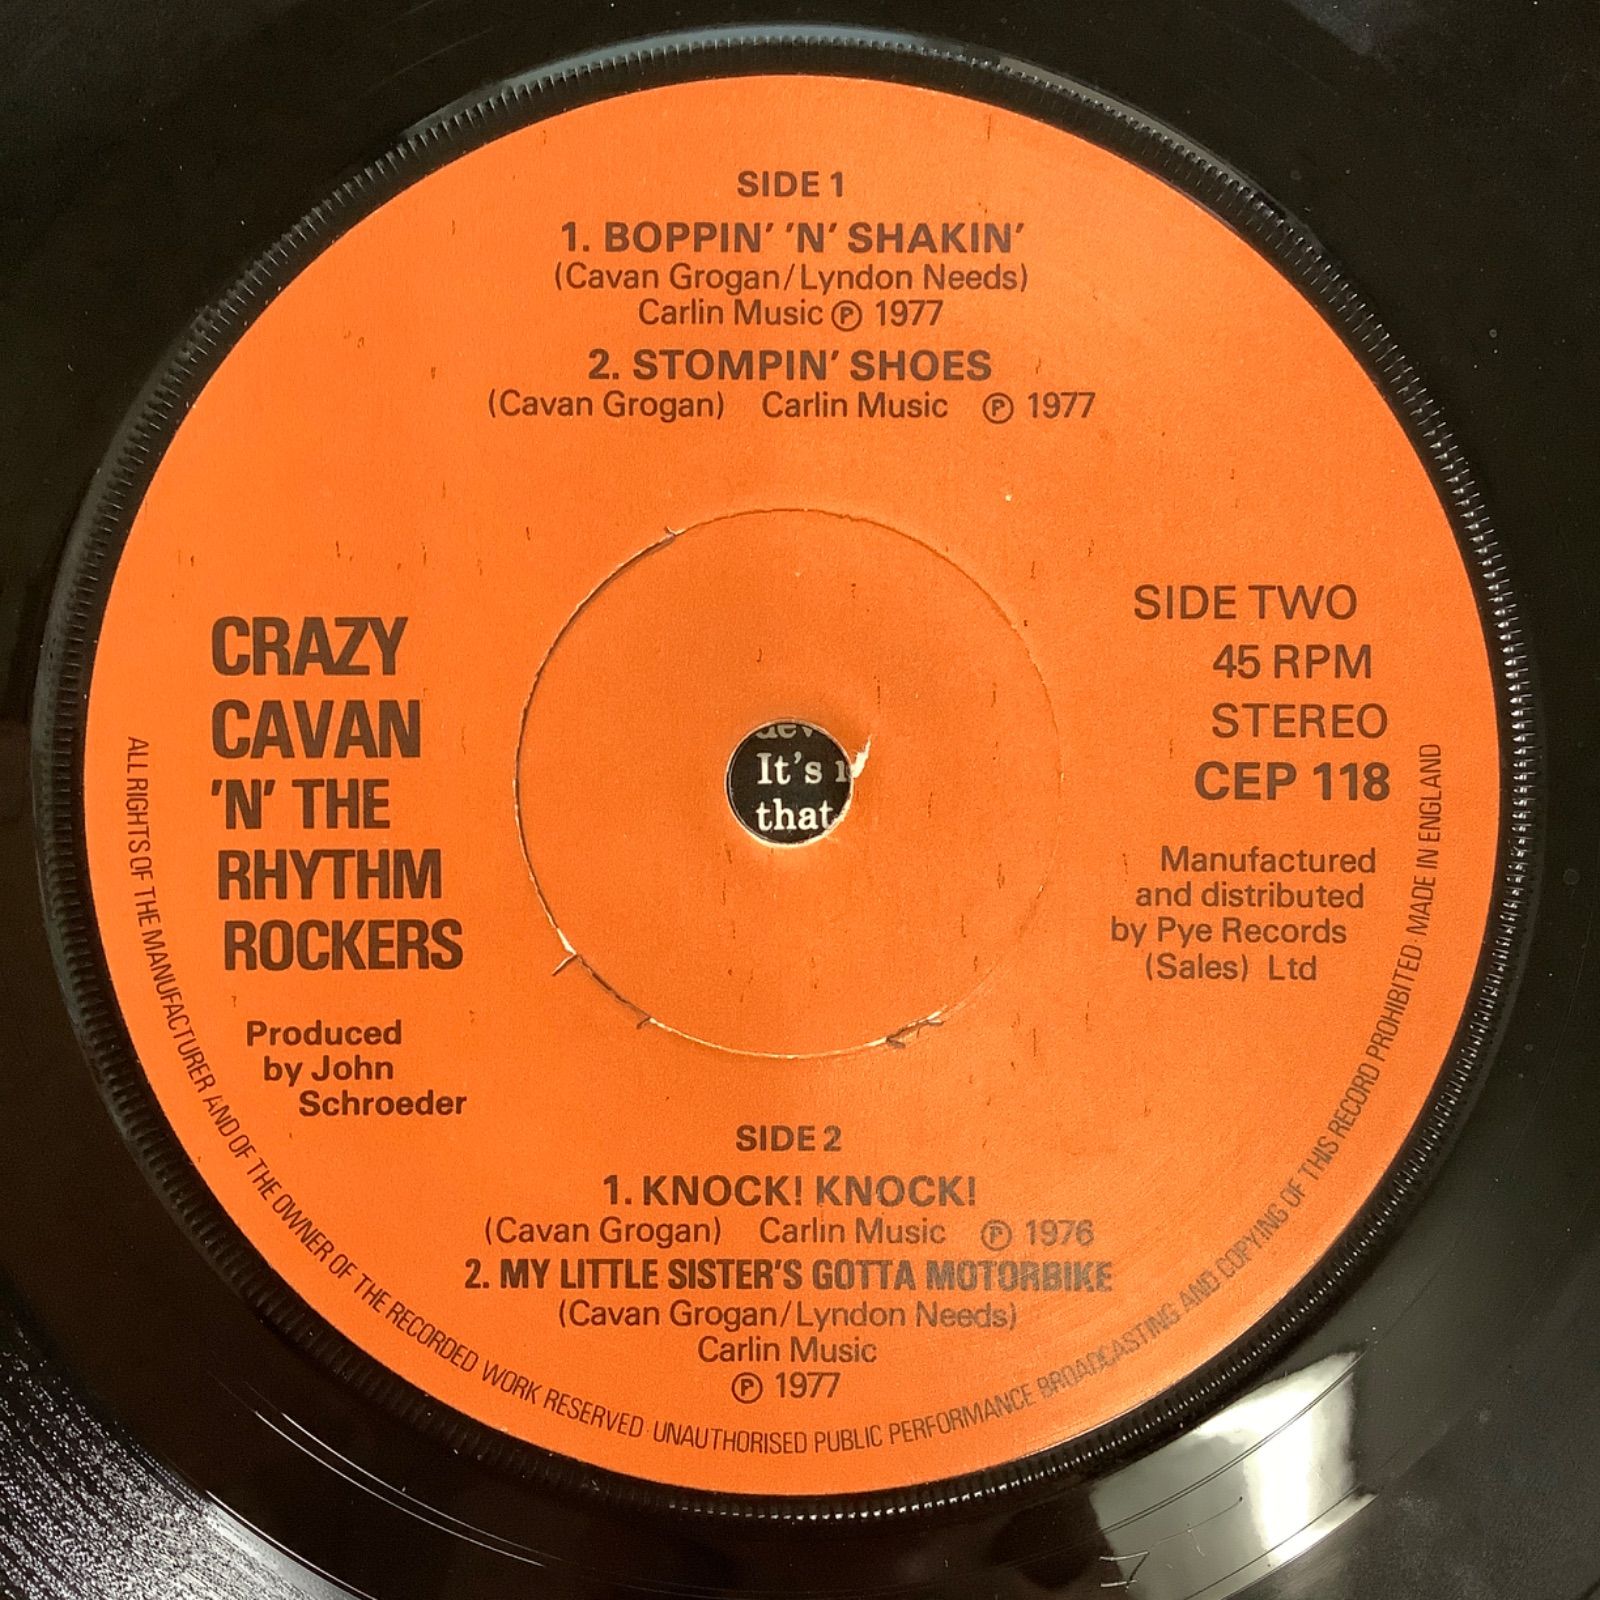 SIDE 1
1. BOPPIN' 'N' SHAKIN'
(Cavan Grogan/Lyndon Needs)
Carlin Music Ⓟ 1977
2. STOMPIN' SHOES
(Cavan Grogan) Carlin Music Ⓟ 1977
CRAZY
CAVAN
'N' THE
RHYTHM
ROCKERS
Produced
by John
Schroeder
It's
that
SIDE TWO
45 RPM
STEREO
CEP 118
Manufactured
and distributed
by Pye Records
(Sales) Ltd
SIDE 2
1. KNOCK! KNOCK!
(Cavan Grogan) Carlin Music Ⓟ 1976
2. MY LITTLE SISTER'S GOTTA MOTORBIKE
(Cavan Grogan/Lyndon Needs)
Carlin Music
Ⓟ 1977
ALL RIGHTS OF THE MANUFACTURER AND OF THE OWNER OF THE RECORDED WORK RESERVED · UNAUTHORISED PUBLIC PERFORMANCE BROADCASTING AND COPYING OF THIS RECORD PROHIBITED · MADE IN ENGLAND